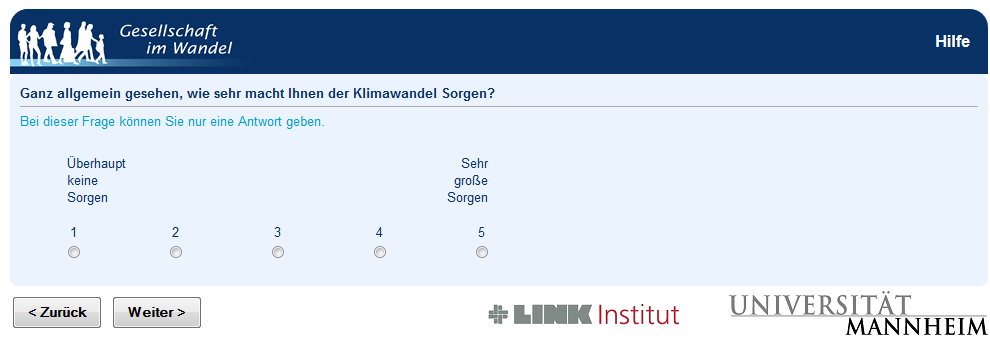 Gesellschaft
im Wandel
Hilfe
Ganz allgemein gesehen, wie sehr macht Ihnen der Klimawandel Sorgen?
Bei dieser Frage können Sie nur eine Antwort geben.
Überhaupt
keine
Sorgen
Sehr
große
Sorgen
1 2 3 4 5
< Zurück Weiter >
LINK Institut
UNIVERSITÄT
MANNHEIM